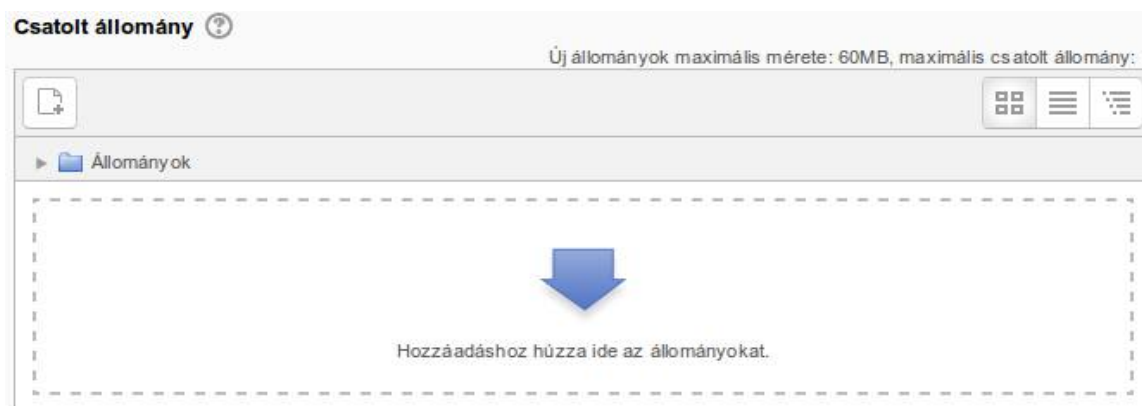 Csatolt állomány
Új állományok maximális mérete: 60MB, maximális csatolt állomány:
Állományok
Hozzáadáshoz húzza ide az állományokat.